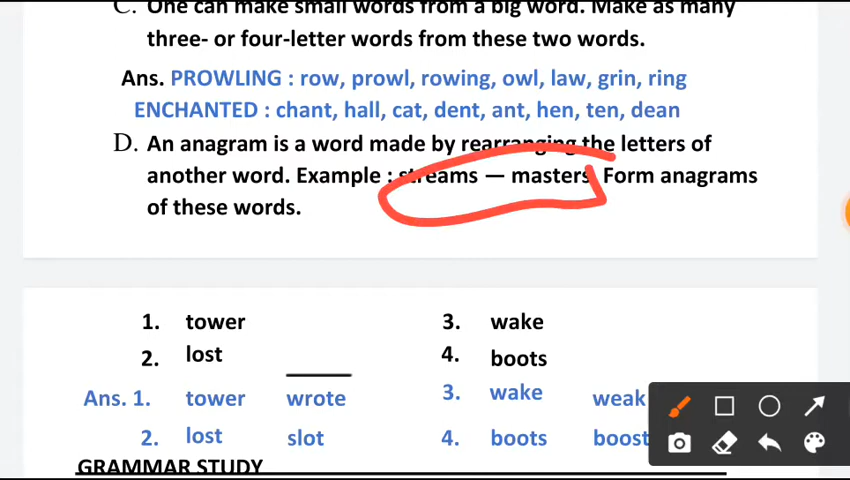 C. One can make small words from a big word. Make as many
three- or four-letter words from these two words.
Ans. PROWLING : row, prowl, rowing, owl, law, grin, ring
ENCHANTED : chant, hall, cat, dent, ant, hen, ten, dean
D. An anagram is a word made by rearranging the letters of
another word. Example : streams — masters. Form anagrams
of these words.
1. tower 3. wake
2. lost ____ 4. boots
Ans. 1. tower wrote 3. wake weak
2. lost slot 4. boots boost
GRAMMAR STUDY